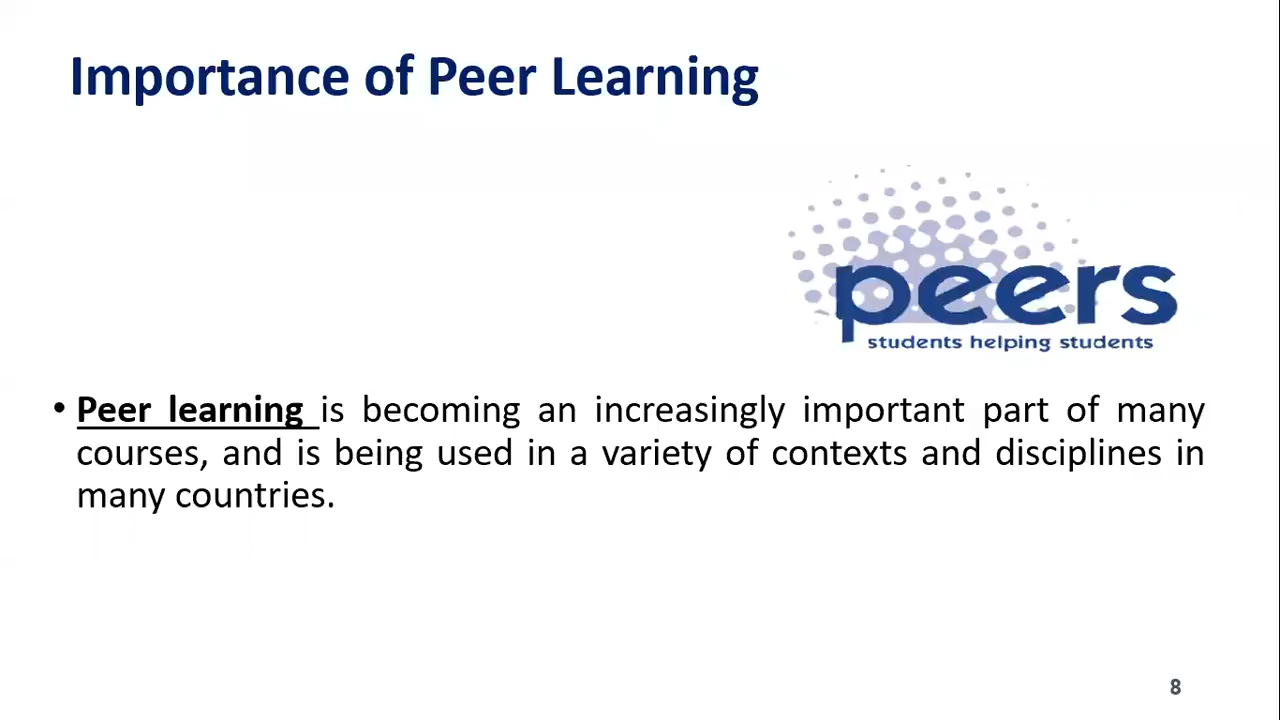 Importance of Peer Learning
peers
students helping students
• Peer learning is becoming an increasingly important part of many
courses, and is being used in a variety of contexts and disciplines in
many countries.
8